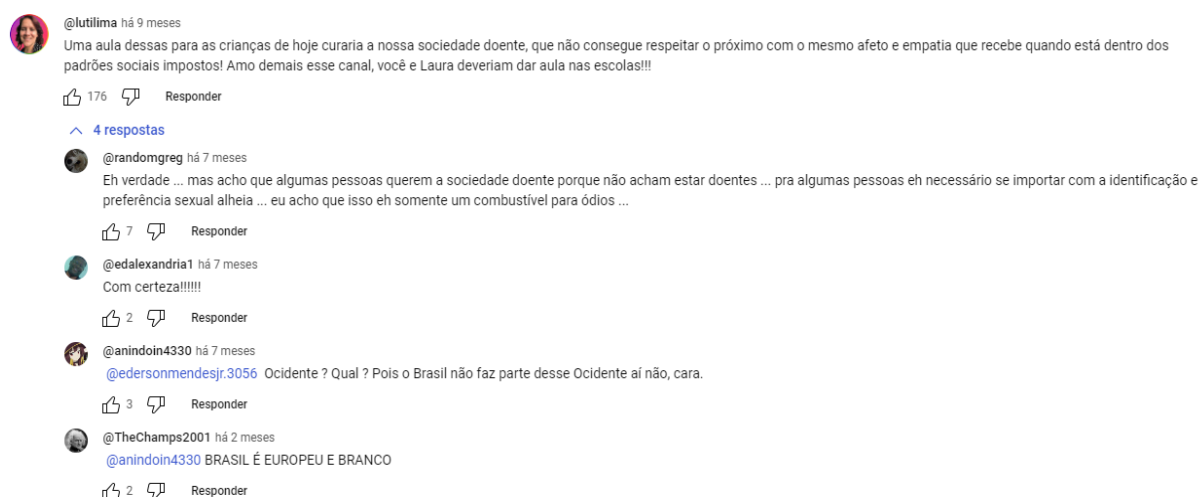 @lutilima há 9 meses
Uma aula dessas para as crianças de hoje curaria a nossa sociedade doente, que não consegue respeitar o próximo com o mesmo afeto e empatia que recebe quando está dentro dos
padrões sociais impostos! Amo demais esse canal, você e Laura deveriam dar aula nas escolas!!!
176 Responder
4 respostas
@randomgreg há 7 meses
Eh verdade ... mas acho que algumas pessoas querem a sociedade doente porque não acham estar doentes ... pra algumas pessoas eh necessário se importar com a identificação e
preferência sexual alheia ... eu acho que isso eh somente um combustível para ódios ...
7 Responder
@edalexandria1 há 7 meses
Com certeza!!!!!!
2 Responder
@anindoin4330 há 7 meses
@edersonmendesjr.3056 Ocidente ? Qual ? Pois o Brasil não faz parte desse Ocidente aí não, cara.
3 Responder
@TheChamps2001 há 2 meses
@anindoin4330 BRASIL É EUROPEU E BRANCO
2 Responder